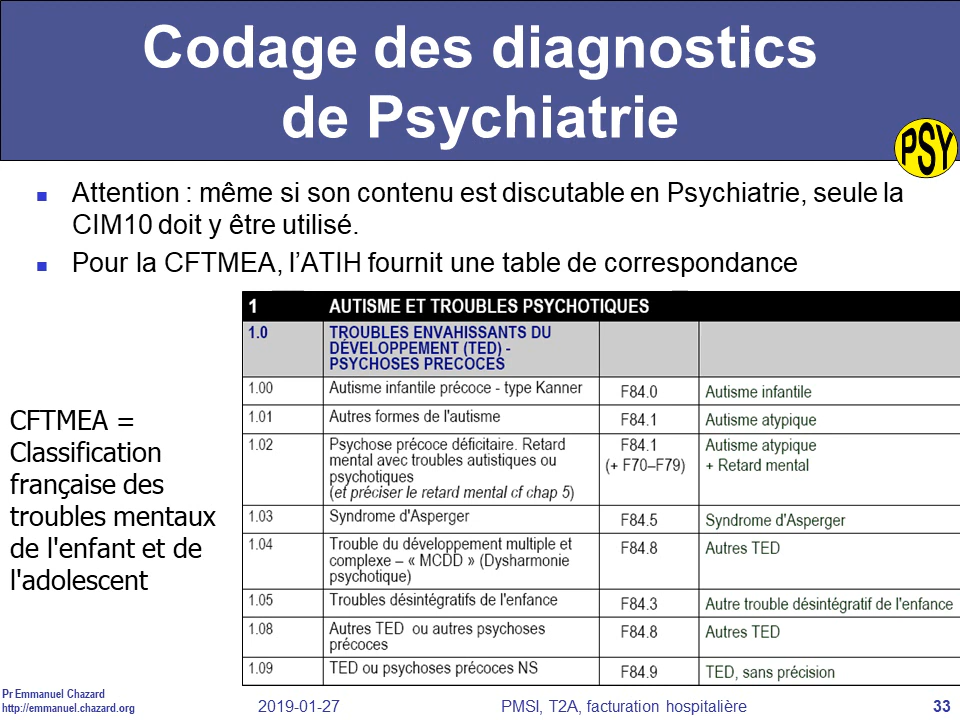 Codage des diagnostics
de Psychiatrie
PSY
Attention : même si son contenu est discutable en Psychiatrie, seule la
CIM10 doit y être utilisé.
Pour la CFTMEA, l’ATIH fournit une table de correspondance
CFTMEA =
Classification
française des
troubles mentaux
de l'enfant et de
l'adolescent
1 AUTISME ET TROUBLES PSYCHOTIQUES
1.0 TROUBLES ENVAHISSANTS DU
DÉVELOPPEMENT (TED) -
PSYCHOSES PRECOCES
1.00 Autisme infantile précoce - type Kanner F84.0 Autisme infantile
1.01 Autres formes de l'autisme F84.1 Autisme atypique
1.02 Psychose précoce déficitaire. Retard F84.1 Autisme atypique
mental avec troubles autistiques ou (+ F70–F79) + Retard mental
psychotiques
(et préciser le retard mental cf chap 5)
1.03 Syndrome d'Asperger F84.5 Syndrome d'Asperger
1.04 Trouble du développement multiple et F84.8 Autres TED
complexe – « MCDD » (Dysharmonie
psychotique)
1.05 Troubles désintégratifs de l'enfance F84.3 Autre trouble désintégratif de l'enfance
1.08 Autres TED ou autres psychoses F84.8 Autres TED
précoces
1.09 TED ou psychoses précoces NS F84.9 TED, sans précision
Pr Emmanuel Chazard
http://emmanuel.chazard.org
2019-01-27
PMSI, T2A, facturation hospitalière
33